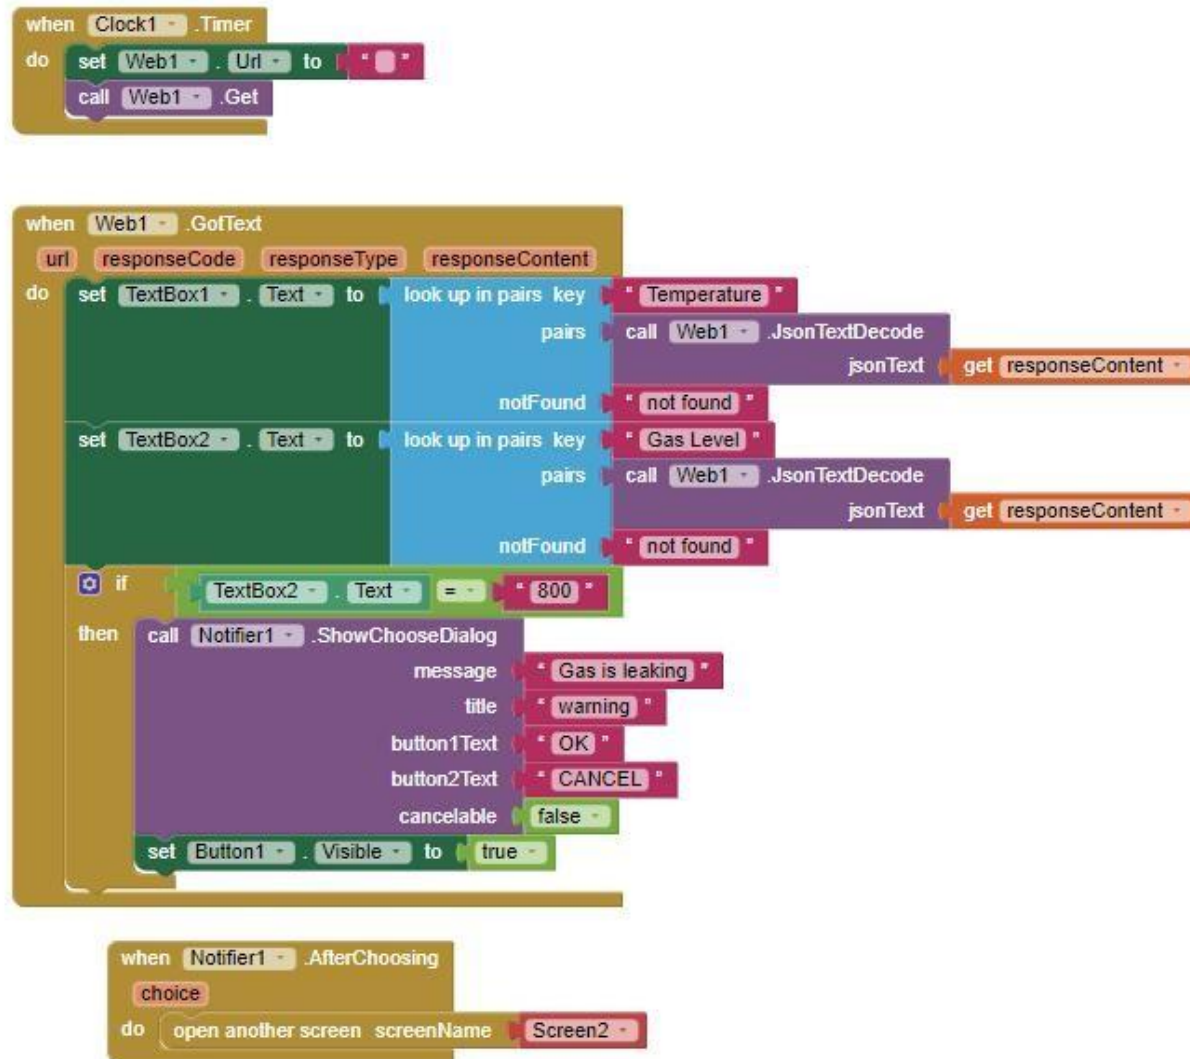 when Clock1 .Timer
do set Web1 . Url to " "
call Web1 .Get
when Web1 .GotText
url responseCode responseType responseContent
do set TextBox1 . Text to look up in pairs key " Temperature "
pairs call Web1 .JsonTextDecode
jsonText get responseContent
notFound " not found "
set TextBox2 . Text to look up in pairs key " Gas Level "
pairs call Web1 .JsonTextDecode
jsonText get responseContent
notFound " not found "
if TextBox2 . Text = " 800 "
then call Notifier1 .ShowChooseDialog
message " Gas is leaking "
title " warning "
button1Text " OK "
button2Text " CANCEL "
cancelable false
set Button1 . Visible to true
when Notifier1 .AfterChoosing
choice
do open another screen screenName Screen2